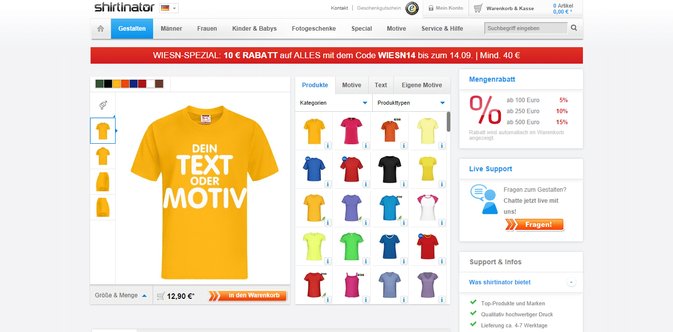 shirtinator
Kontakt
Geschenkgutschein
Mein Konto
Warenkorb & Kasse
0 Artikel
0,00 €
Gestalten
Männer
Frauen
Kinder & Babys
Fotogeschenke
Special
Motive
Service & Hilfe
Suchbegriff eingeben
WIESN-SPEZIAL: 10 € RABATT auf ALLES mit dem Code WIESN14 bis zum 14.09. | Mind. 40 €
Produkte
Motive
Text
Eigene Motive
Kategorien
Produkttypen
DEIN
TEXT
ODER
MOTIV
Größe & Menge
12,90 €*
in den Warenkorb
Mengenrabatt
%
ab 100 Euro 5%
ab 250 Euro 10%
ab 500 Euro 15%
Rabatt wird automatisch im Warenkorb
angezeigt.
Live Support
Fragen zum Gestalten?
Chatte jetzt live mit
uns!
Fragen!
Support & Infos
Was shirtinator bietet
Top-Produkte und Marken
Qualitativ hochwertiger Druck
Lieferung ca. 4-7 Werktage